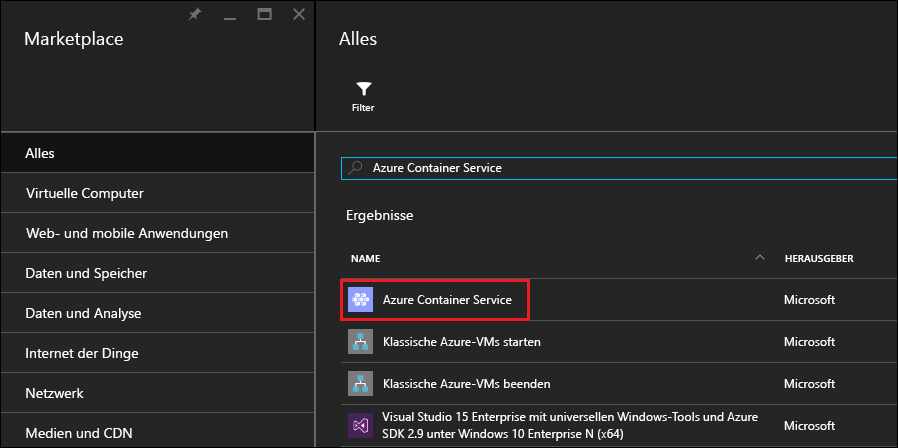 Marketplace
Alles
Virtuelle Computer
Web- und mobile Anwendungen
Daten und Speicher
Daten und Analyse
Internet der Dinge
Netzwerk
Medien und CDN
Alles
Filter
Azure Container Service
Ergebnisse
NAME HERAUSGEBER
Azure Container Service Microsoft
Klassische Azure-VMs starten Microsoft
Klassische Azure-VMs beenden Microsoft
Visual Studio 15 Enterprise mit universellen Windows-Tools und Azure Microsoft
SDK 2.9 unter Windows 10 Enterprise N (x64)